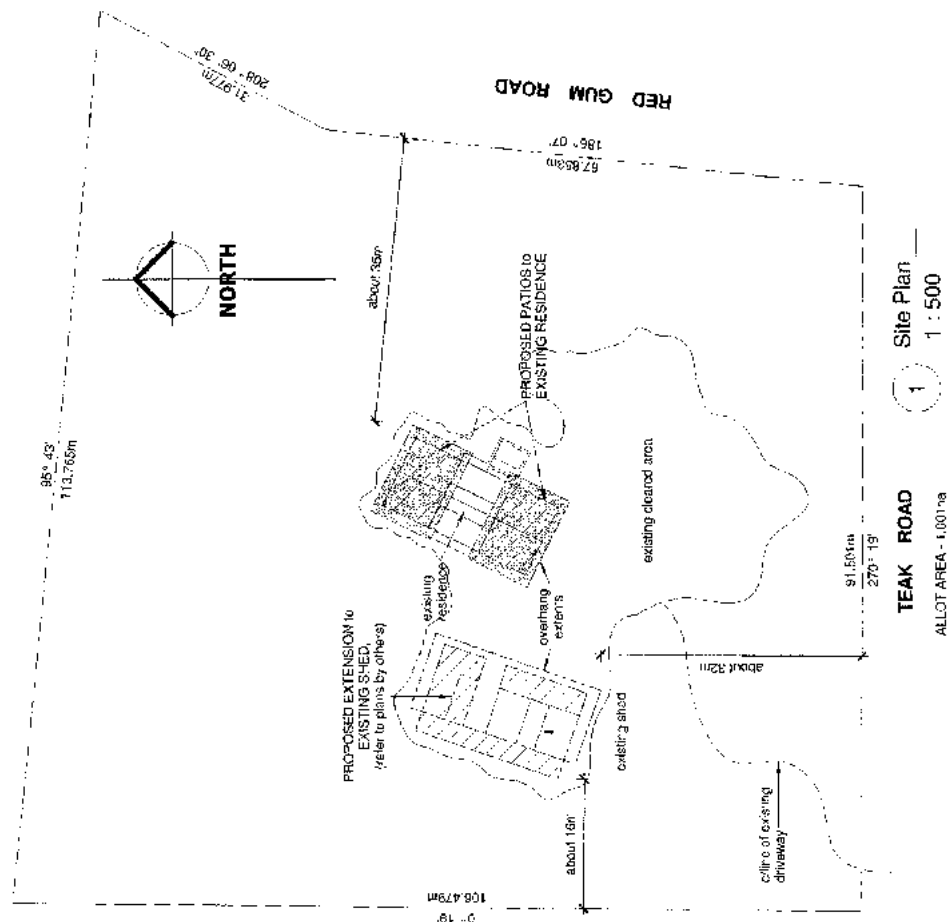 95° 43'
113.765m
208° 06' 30"
31.977m
RED GUM ROAD
186° 07'
67.853m
NORTH
about 35m
PROPOSED PATIOS to
EXISTING RESIDENCE
PROPOSED EXTENSION to
EXISTING SHED,
(refer to plans by others)
existing
residence
overhang
extents
existing cleared area
existing shed
about 16m
about 32m
c/line of existing
driveway
106.479m
0° 19'
91.501m
270° 19'
TEAK ROAD
ALLOT AREA -
1
Site Plan
1 : 500